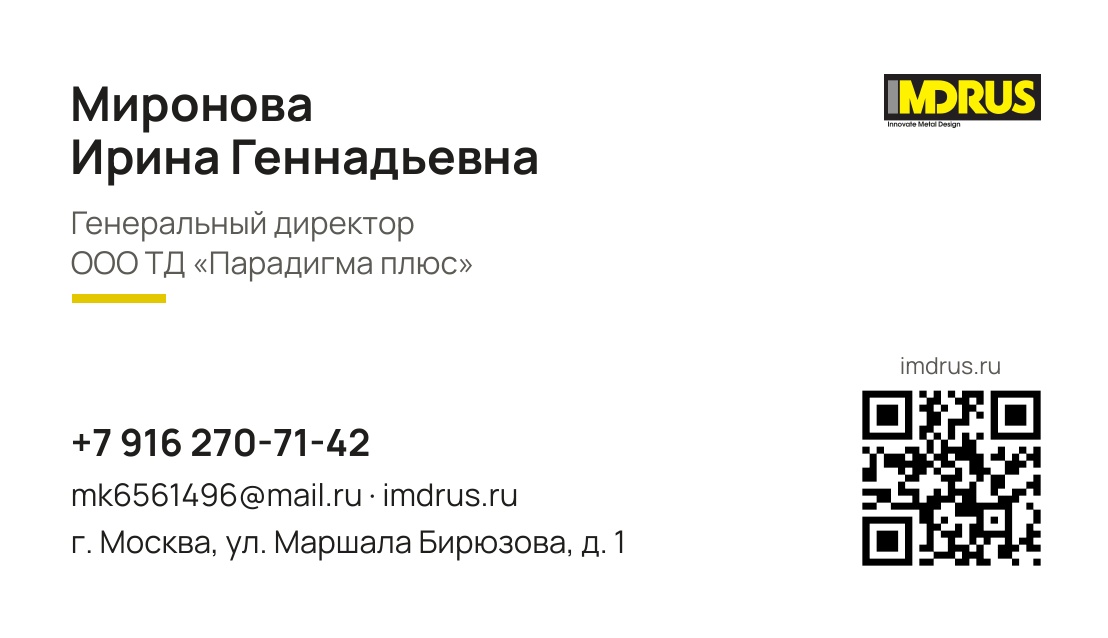 Миронова
Ирина Геннадьевна
Генеральный директор
ООО ТД «Парадигма плюс»
IMDRUS
Innovate Metal Design
+7 916 270-71-42
mk6561496@mail.ru · imdrus.ru
г. Москва, ул. Маршала Бирюзова, д. 1
imdrus.ru